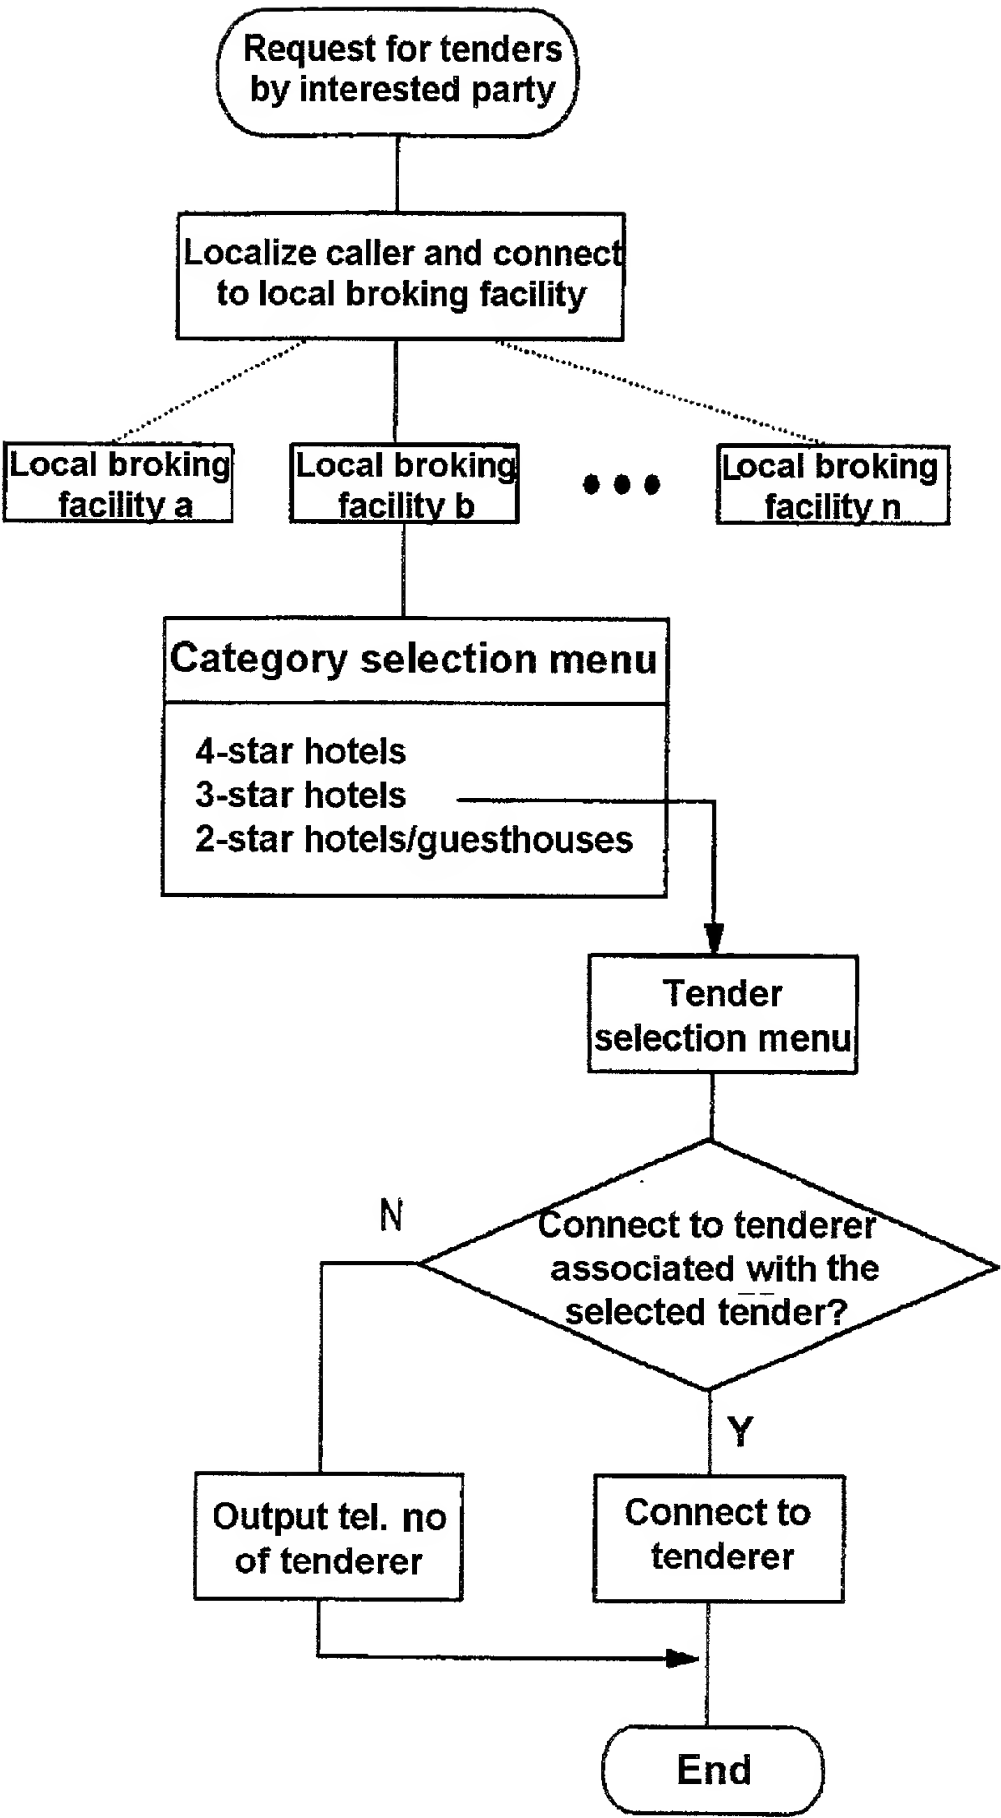 Request for tenders
by interested party
Localize caller and connect
to local broking facility
Local broking
facility a
Local broking
facility b
Local broking
facility n
Category selection menu
4-star hotels
3-star hotels
2-star hotels/guesthouses
Tender
selection menu
N
Connect to tenderer
associated with the
selected tender?
Y
Output tel. no
of tenderer
Connect to
tenderer
End